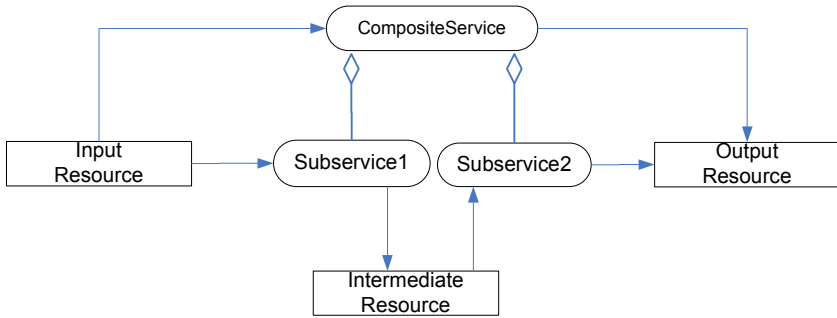 CompositeService
Input
Resource
Subservice1
Subservice2
Output
Resource
Intermediate
Resource